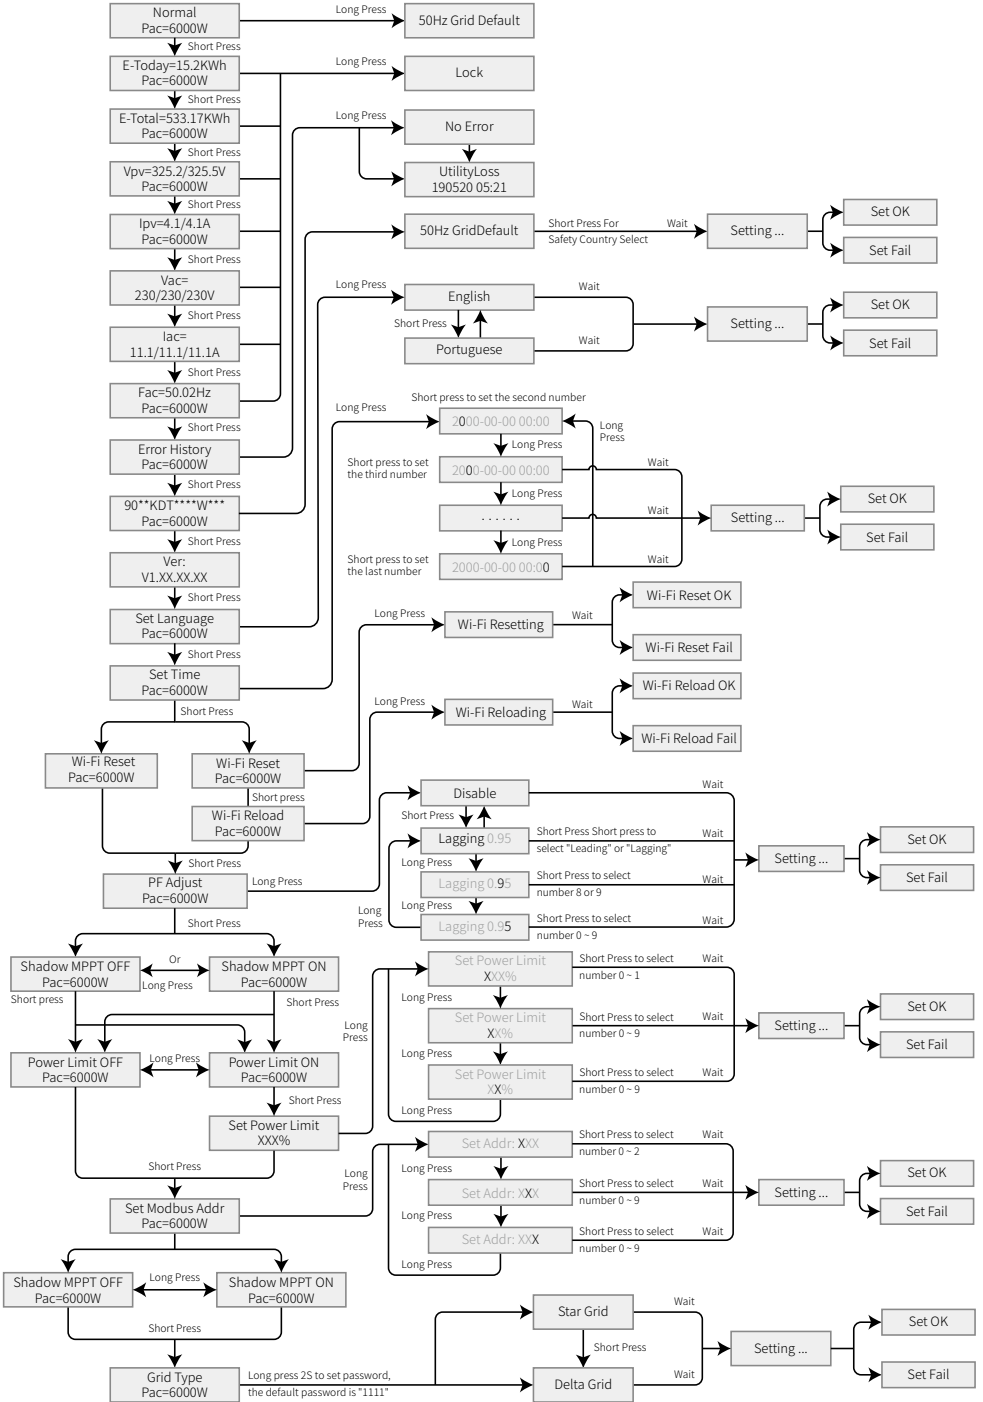 Normal
Pac=6000W
Long Press
50Hz Grid Default
Short Press
E-Today=15.2KWh
Pac=6000W
Long Press
Lock
Short Press
E-Total=533.17KWh
Pac=6000W
Long Press
No Error
UtilityLoss
190520 05:21
Short Press
Vpv=325.2/325.5V
Pac=6000W
Short Press
Ipv=4.1/4.1A
Pac=6000W
50Hz GridDefault
Short Press For
Safety Country Select
Wait
Setting ...
Set OK
Set Fail
Short Press
Vac=
230/230/230V
Long Press
English
Wait
Short Press
Portuguese
Wait
Setting ...
Set OK
Set Fail
Short Press
Iac=
11.1/11.1/11.1A
Short Press
Fac=50.02Hz
Pac=6000W
Short Press
Long Press
Short press to set the second number
2000-00-00 00:00
Long
Press
Long Press
Error History
Pac=6000W
Short press to set
the third number
2000-00-00 00:00
Wait
Long Press
Short Press
90**KDT****W***
Pac=6000W
......
Wait
Setting ...
Set OK
Set Fail
Long Press
Short Press
Ver:
V1.XX.XX.XX
Short press to set
the last number
2000-00-00 00:00
Wait
Short Press
Set Language
Pac=6000W
Long Press
Wi-Fi Resetting
Wait
Wi-Fi Reset OK
Wi-Fi Reset Fail
Short Press
Set Time
Pac=6000W
Long Press
Wi-Fi Reloading
Wait
Wi-Fi Reload OK
Wi-Fi Reload Fail
Short Press
Wi-Fi Reset
Pac=6000W
Wi-Fi Reset
Pac=6000W
Short press
Wi-Fi Reload
Pac=6000W
Short Press
PF Adjust
Pac=6000W
Long Press
Disable
Wait
Short Press
Lagging 0.95
Short Press Short press to
select "Leading" or "Lagging"
Wait
Long Press
Lagging 0.95
Short Press to select
number 8 or 9
Wait
Long Press
Long
Press
Lagging 0.95
Short Press to select
number 0 ~ 9
Wait
Setting ...
Set OK
Set Fail
Short Press
Shadow MPPT OFF
Pac=6000W
Or
Long Press
Shadow MPPT ON
Pac=6000W
Short press
Short Press
Power Limit OFF
Pac=6000W
Long Press
Power Limit ON
Pac=6000W
Short Press
Set Power Limit
XXX%
Long
Press
Set Power Limit
XXX%
Short Press to select
number 0 ~ 1
Wait
Long Press
Set Power Limit
XX%
Short Press to select
number 0 ~ 9
Wait
Long Press
Set Power Limit
XX%
Short Press to select
number 0 ~ 9
Wait
Long Press
Setting ...
Set OK
Set Fail
Short Press
Set Modbus Addr
Pac=6000W
Long
Press
Set Addr: XXX
Short Press to select
number 0 ~ 2
Wait
Long Press
Set Addr: XXX
Short Press to select
number 0 ~ 9
Wait
Long Press
Set Addr: XXX
Short Press to select
number 0 ~ 9
Wait
Long Press
Setting ...
Set OK
Set Fail
Shadow MPPT OFF
Pac=6000W
Long Press
Shadow MPPT ON
Pac=6000W
Short Press
Grid Type
Pac=6000W
Long press 2S to set password,
the default password is "1111"
Star Grid
Wait
Short Press
Delta Grid
Wait
Setting ...
Set OK
Set Fail